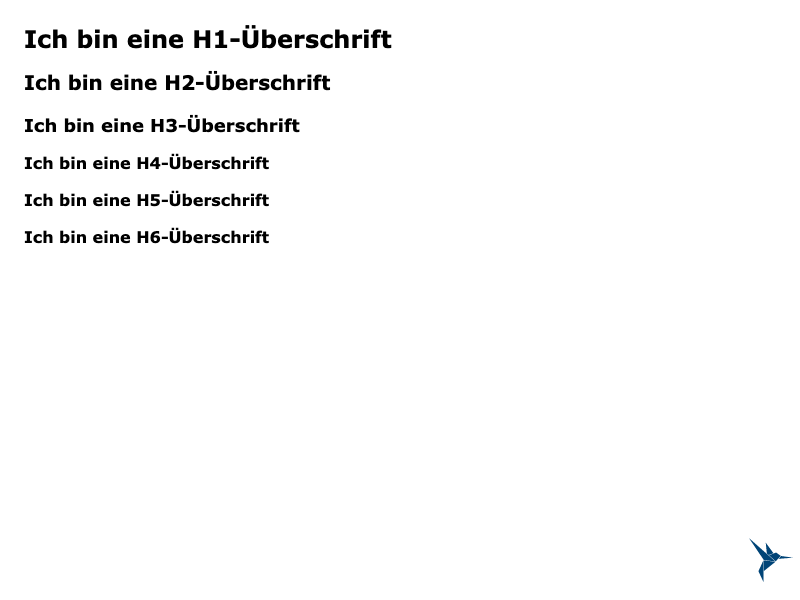 Ich bin eine H1-Überschrift
Ich bin eine H2-Überschrift
Ich bin eine H3-Überschrift
Ich bin eine H4-Überschrift
Ich bin eine H5-Überschrift
Ich bin eine H6-Überschrift